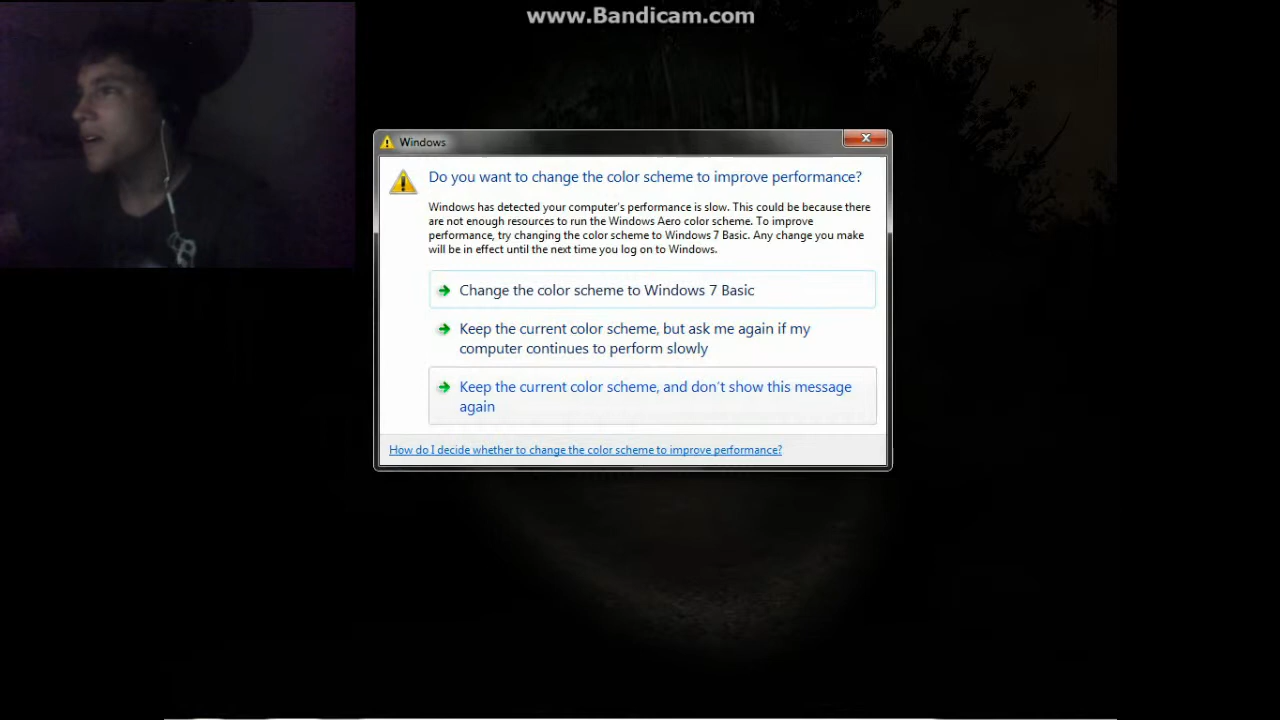 www.Bandicam.com
Windows
Do you want to change the color scheme to improve performance?
Windows has detected your computer's performance is slow. This could be because there
are not enough resources to run the Windows Aero color scheme. To improve
performance, try changing the color scheme to Windows 7 Basic. Any change you make
will be in effect until the next time you log on to Windows.
Change the color scheme to Windows 7 Basic
Keep the current color scheme, but ask me again if my
computer continues to perform slowly
Keep the current color scheme, and don't show this message
again
How do I decide whether to change the color scheme to improve performance?